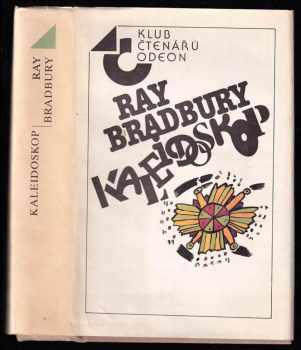 KLUB
ČTENÁŘŮ
ODEON
RAY
BRADBURY
KALEIDOSKOP
RAY
BRADBURY
KALEIDOSKOP